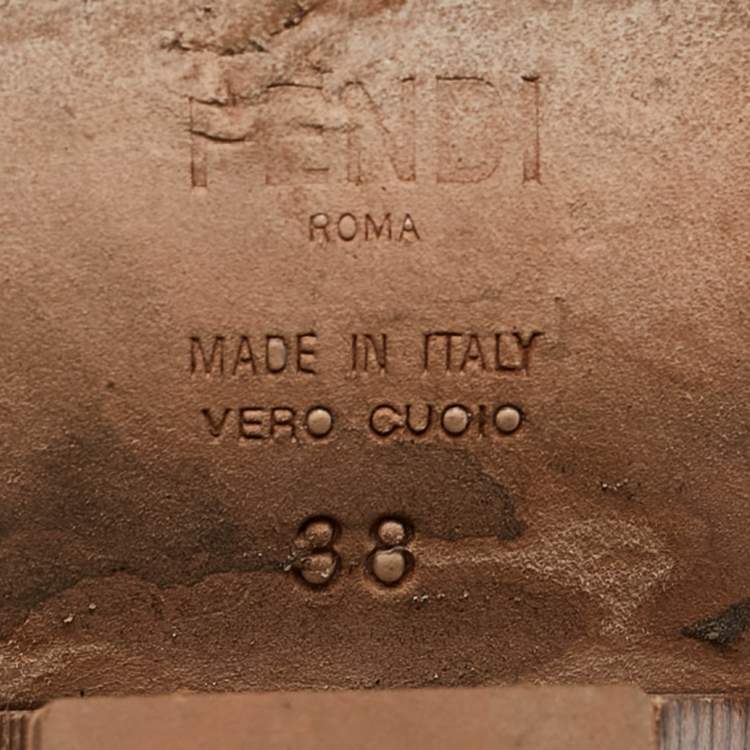 FENDI
ROMA
MADE IN ITALY
VERO CUOIO
38